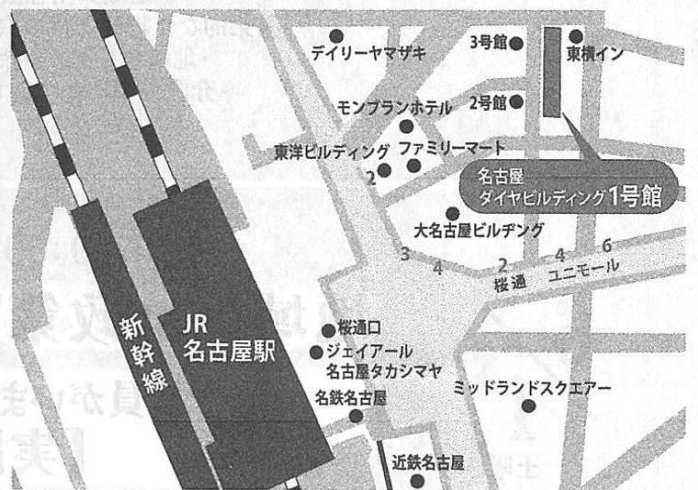 デイリーヤマザキ
3号館
東横イン
2号館
モンブランホテル
東洋ビルディング
ファミリーマート
2
名古屋
ダイヤビルディング1号館
大名古屋ビルヂング
3
4
2
4
6
桜通
ユニモール
新幹線
JR
名古屋駅
桜通口
ジェイアール
名古屋タカシマヤ
名鉄名古屋
ミッドランドスクエアー
近鉄名古屋